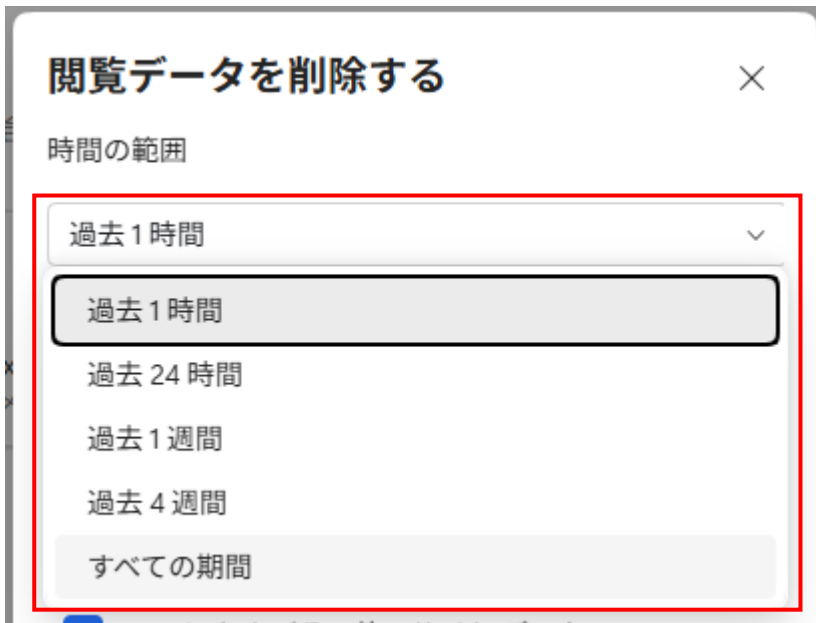 閲覧データを削除する
時間の範囲
過去 1 時間
過去 1 時間
過去 24 時間
過去 1 週間
過去 4 週間
すべての期間